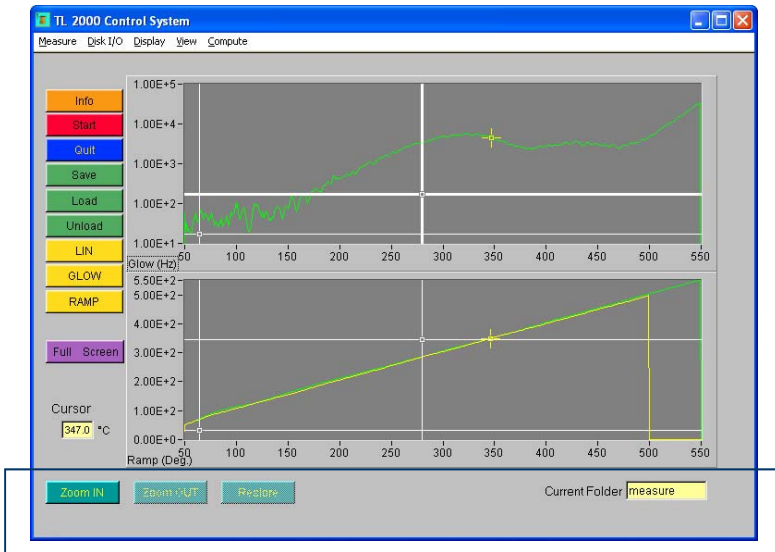 TL 2000 Control System
Measure Disk I/O Display View Compute
Info
Start
Quit
Save
Load
Unload
LIN
GLOW
RAMP
Full Screen
Cursor
347.0 °C
1.00E+5
1.00E+4
1.00E+3
1.00E+2
1.00E+1
50 100 150 200 250 300 350 400 450 500 550
Glow (Hz)
5.50E+2
5.00E+2
4.00E+2
3.00E+2
2.00E+2
1.00E+2
0.00E+0
50 100 150 200 250 300 350 400 450 500 550
Ramp (Deg.)
Zoom IN Zoom OUT Restore
Current Folder measure